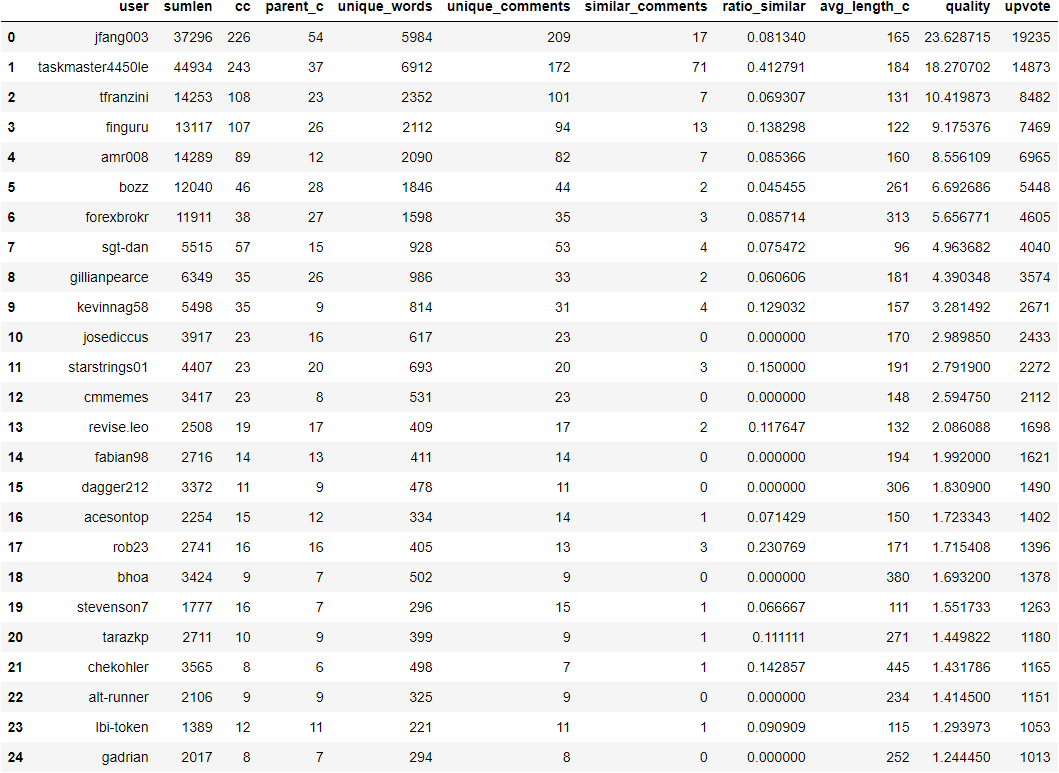 user sumlen cc parent_c unique_words unique_comments similar_comments ratio_similar avg_length_c quality upvote
0 jfang003 37296 226 54 5984 209 17 0.081340 165 23.628715 19235
1 taskmaster4450le 44934 243 37 6912 172 71 0.412791 184 18.270702 14873
2 tfranzini 14253 108 23 2352 101 7 0.069307 131 10.419873 8482
3 finguru 13117 107 26 2112 94 13 0.138298 122 9.175376 7469
4 amr008 14289 89 12 2090 82 7 0.085366 160 8.556109 6965
5 bozz 12040 46 28 1846 44 2 0.045455 261 6.692686 5448
6 forexbrokr 11911 38 27 1598 35 3 0.085714 313 5.656771 4605
7 sgt-dan 5515 57 15 928 53 4 0.075472 96 4.963682 4040
8 gillianpearce 6349 35 26 986 33 2 0.060606 181 4.390348 3574
9 kevinnag58 5498 35 9 814 31 4 0.129032 157 3.281492 2671
10 josediccus 3917 23 16 617 23 0 0.000000 170 2.989850 2433
11 starstrings01 4407 23 20 693 20 3 0.150000 191 2.791900 2272
12 cmmemes 3417 23 8 531 23 0 0.000000 148 2.594750 2112
13 revise.leo 2508 19 17 409 17 2 0.117647 132 2.086088 1698
14 fabian98 2716 14 13 411 14 0 0.000000 194 1.992000 1621
15 dagger212 3372 11 9 478 11 0 0.000000 306 1.830900 1490
16 acesontop 2254 15 12 334 14 1 0.071429 150 1.723343 1402
17 rob23 2741 16 16 405 13 3 0.230769 171 1.715408 1396
18 bhoa 3424 9 7 502 9 0 0.000000 380 1.693200 1378
19 stevenson7 1777 16 7 296 15 1 0.066667 111 1.551733 1263
20 tarazkp 2711 10 9 399 9 1 0.111111 271 1.449822 1180
21 chekohler 3565 8 6 498 7 1 0.142857 445 1.431786 1165
22 alt-runner 2106 9 9 325 9 0 0.000000 234 1.414500 1151
23 lbi-token 1389 12 11 221 11 1 0.090909 115 1.293973 1053
24 gadrian 2017 8 7 294 8 0 0.000000 252 1.244450 1013